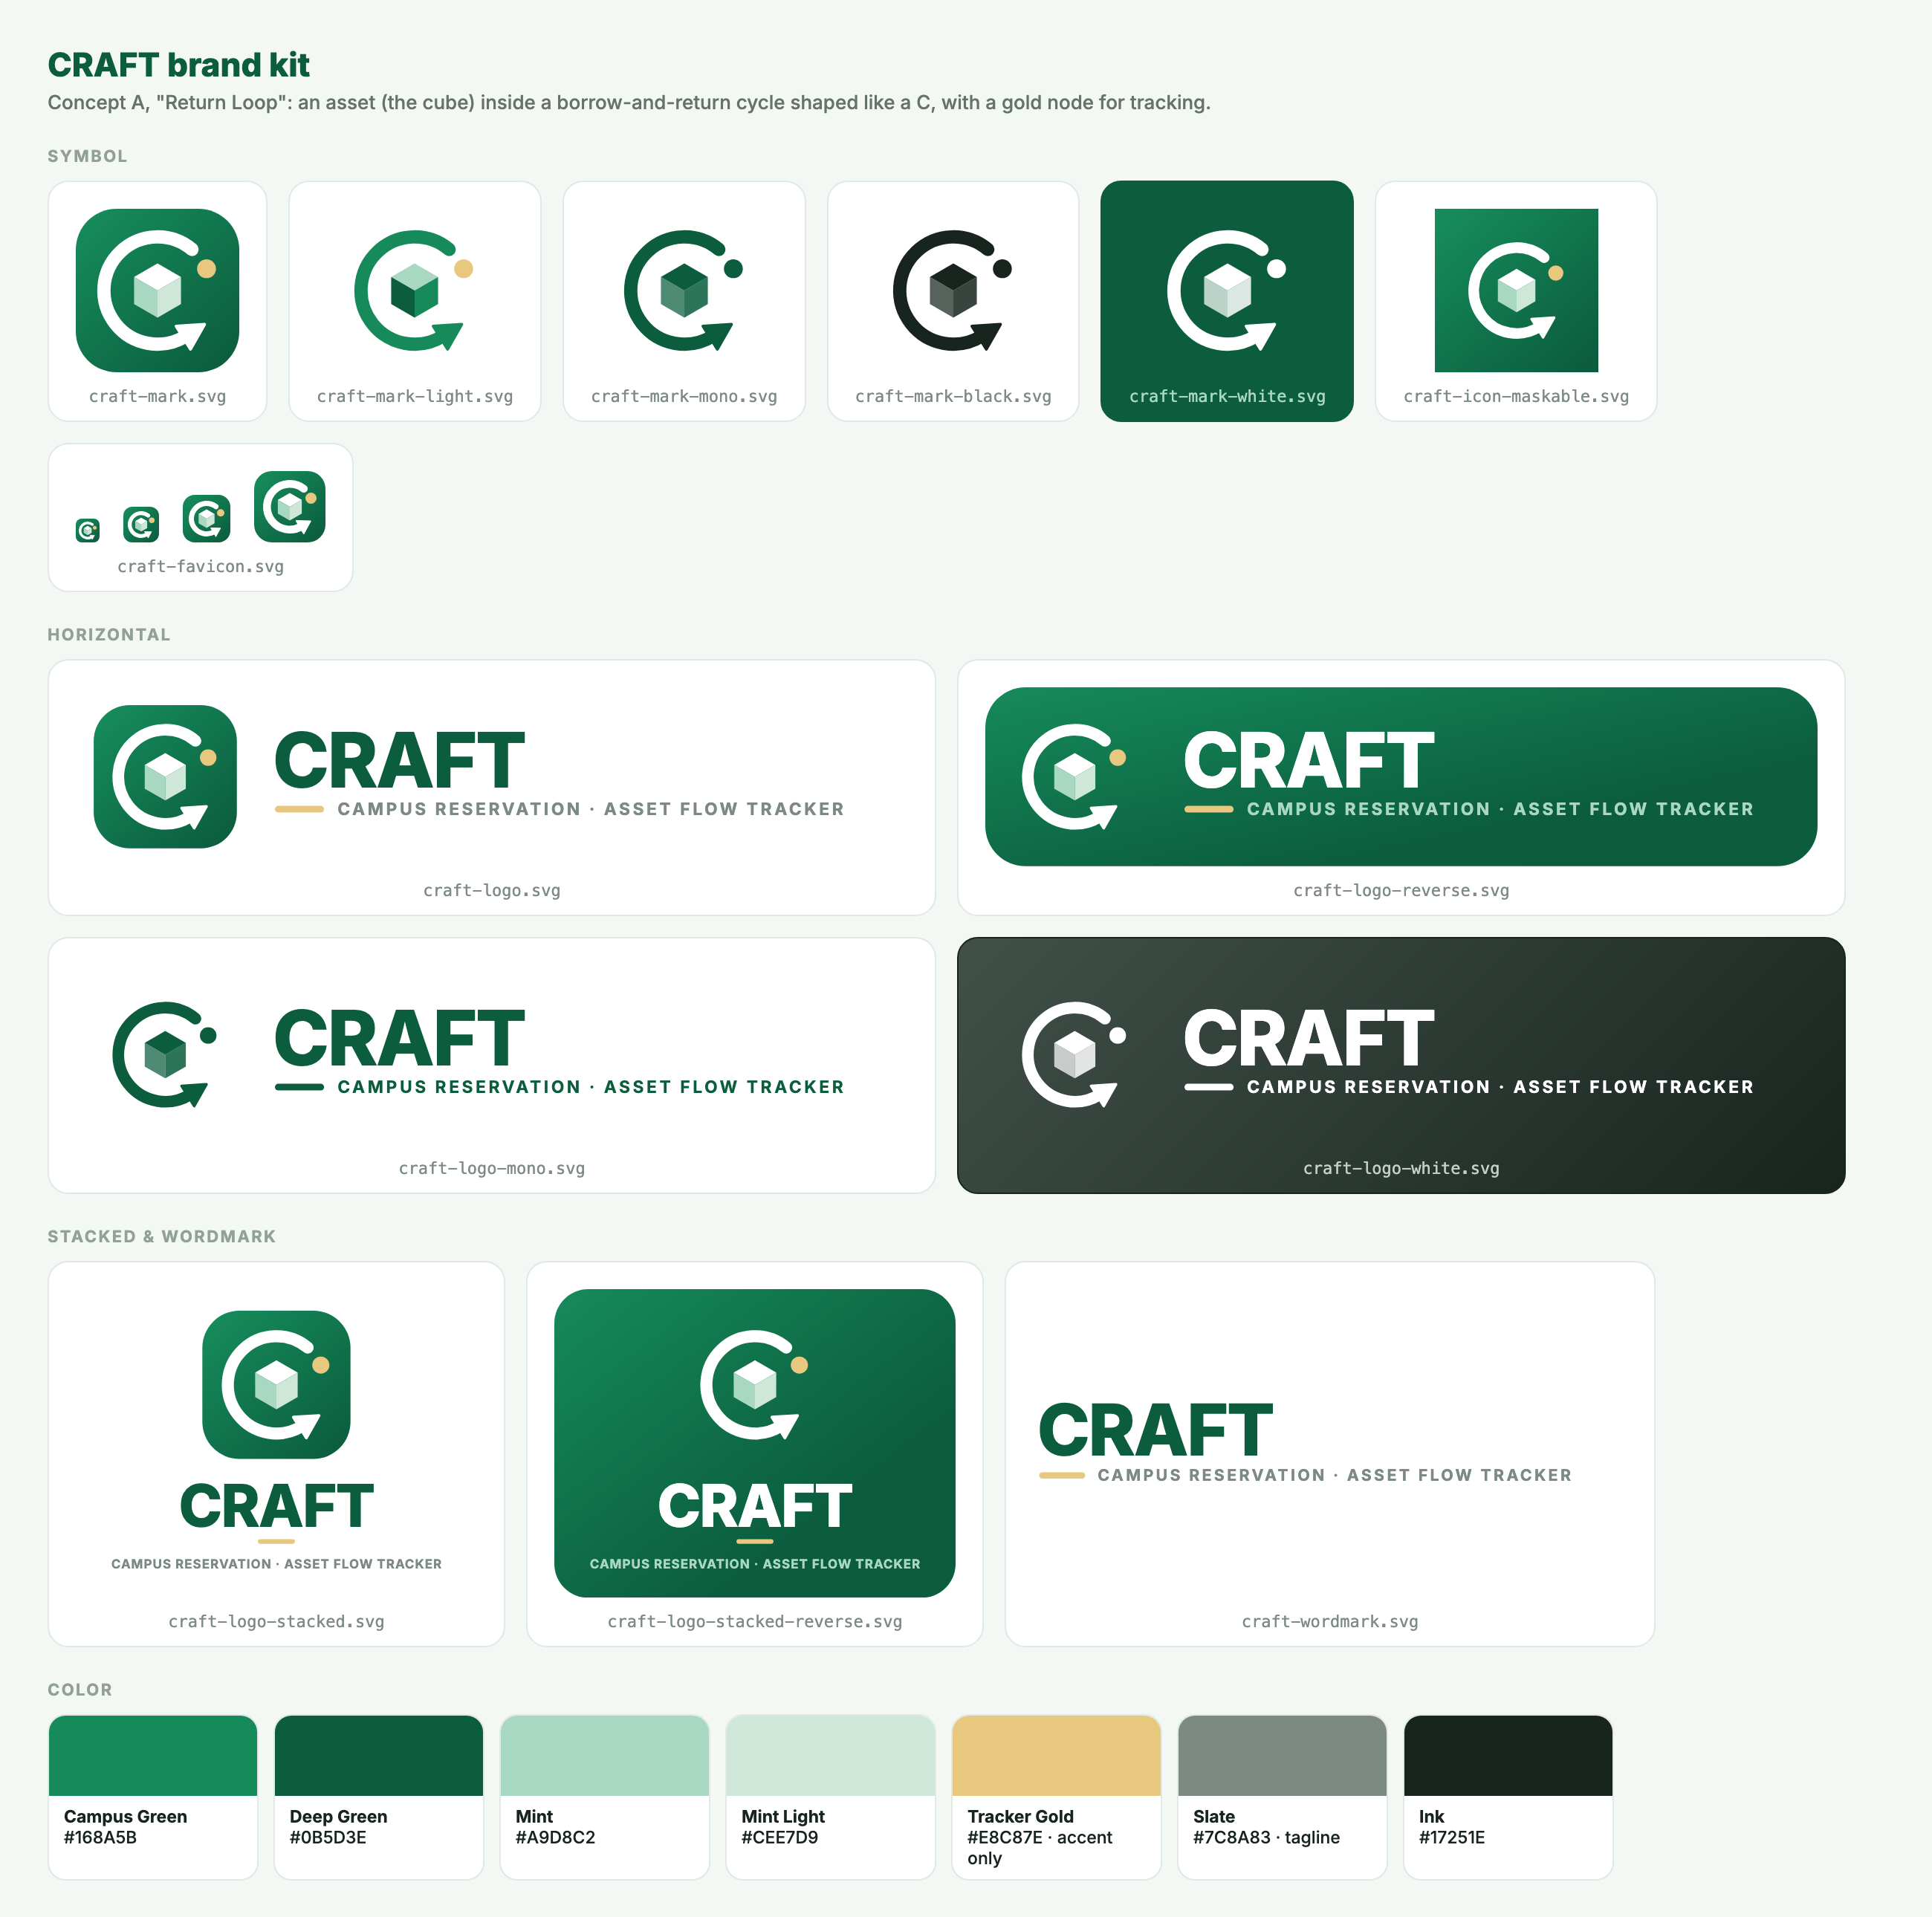 CRAFT brand kit
Concept A, "Return Loop": an asset (the cube) inside a borrow-and-return cycle shaped like a C, with a gold node for tracking.
SYMBOL
craft-mark.svg
craft-mark-light.svg
craft-mark-mono.svg
craft-mark-black.svg
craft-mark-white.svg
craft-icon-maskable.svg
craft-favicon.svg
HORIZONTAL
CRAFT
CAMPUS RESERVATION · ASSET FLOW TRACKER
craft-logo.svg
CRAFT
CAMPUS RESERVATION · ASSET FLOW TRACKER
craft-logo-reverse.svg
CRAFT
CAMPUS RESERVATION · ASSET FLOW TRACKER
craft-logo-mono.svg
CRAFT
CAMPUS RESERVATION · ASSET FLOW TRACKER
craft-logo-white.svg
STACKED & WORDMARK
CRAFT
CAMPUS RESERVATION · ASSET FLOW TRACKER
craft-logo-stacked.svg
CRAFT
CAMPUS RESERVATION · ASSET FLOW TRACKER
craft-logo-stacked-reverse.svg
CRAFT
CAMPUS RESERVATION · ASSET FLOW TRACKER
craft-wordmark.svg
COLOR
Campus Green
#168A5B
Deep Green
#0B5D3E
Mint
#A9D8C2
Mint Light
#CEE7D9
Tracker Gold
#E8C87E · accent
only
Slate
#7C8A83 · tagline
Ink
#17251E